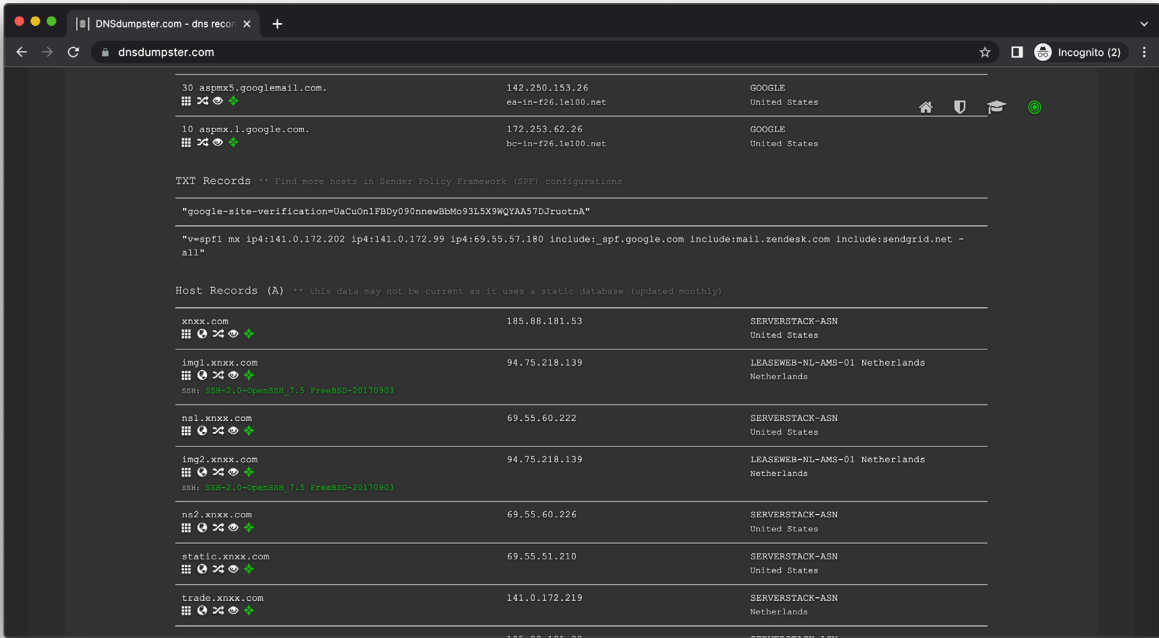 DNSdumpster.com - dns recor
dnsdumpster.com
Incognito (2)
30 aspmx5.googlemail.com. 142.250.153.26 GOOGLE
ea-in-f26.1e100.net United States
10 aspmx.l.google.com. 172.253.62.26 GOOGLE
bc-in-f26.1e100.net United States
TXT Records ** Find more hosts in Sender Policy Framework (SPF) configurations
"google-site-verification=UaCuOn1FBDy090nnewBbMo93L5X9WQYAA57DJruotnA"
"v=spf1 mx ip4:141.0.172.202 ip4:141.0.172.99 ip4:69.55.57.180 include:_spf.google.com include:mail.zendesk.com include:sendgrid.net -
all"
Host Records (A) ** this data may not be current as it uses a static database (updated monthly)
xnxx.com 185.88.181.53 SERVERSTACK-ASN
United States
img1.xnxx.com 94.75.218.139 LEASEWEB-NL-AMS-01 Netherlands
Netherlands
SSH: SSH-2.0-OpenSSH_7.5 FreeBSD-20170903
ns1.xnxx.com 69.55.60.222 SERVERSTACK-ASN
United States
img2.xnxx.com 94.75.218.139 LEASEWEB-NL-AMS-01 Netherlands
Netherlands
SSH: SSH-2.0-OpenSSH_7.5 FreeBSD-20170903
ns2.xnxx.com 69.55.60.226 SERVERSTACK-ASN
United States
static.xnxx.com 69.55.51.210 SERVERSTACK-ASN
United States
trade.xnxx.com 141.0.172.219 SERVERSTACK-ASN
Netherlands